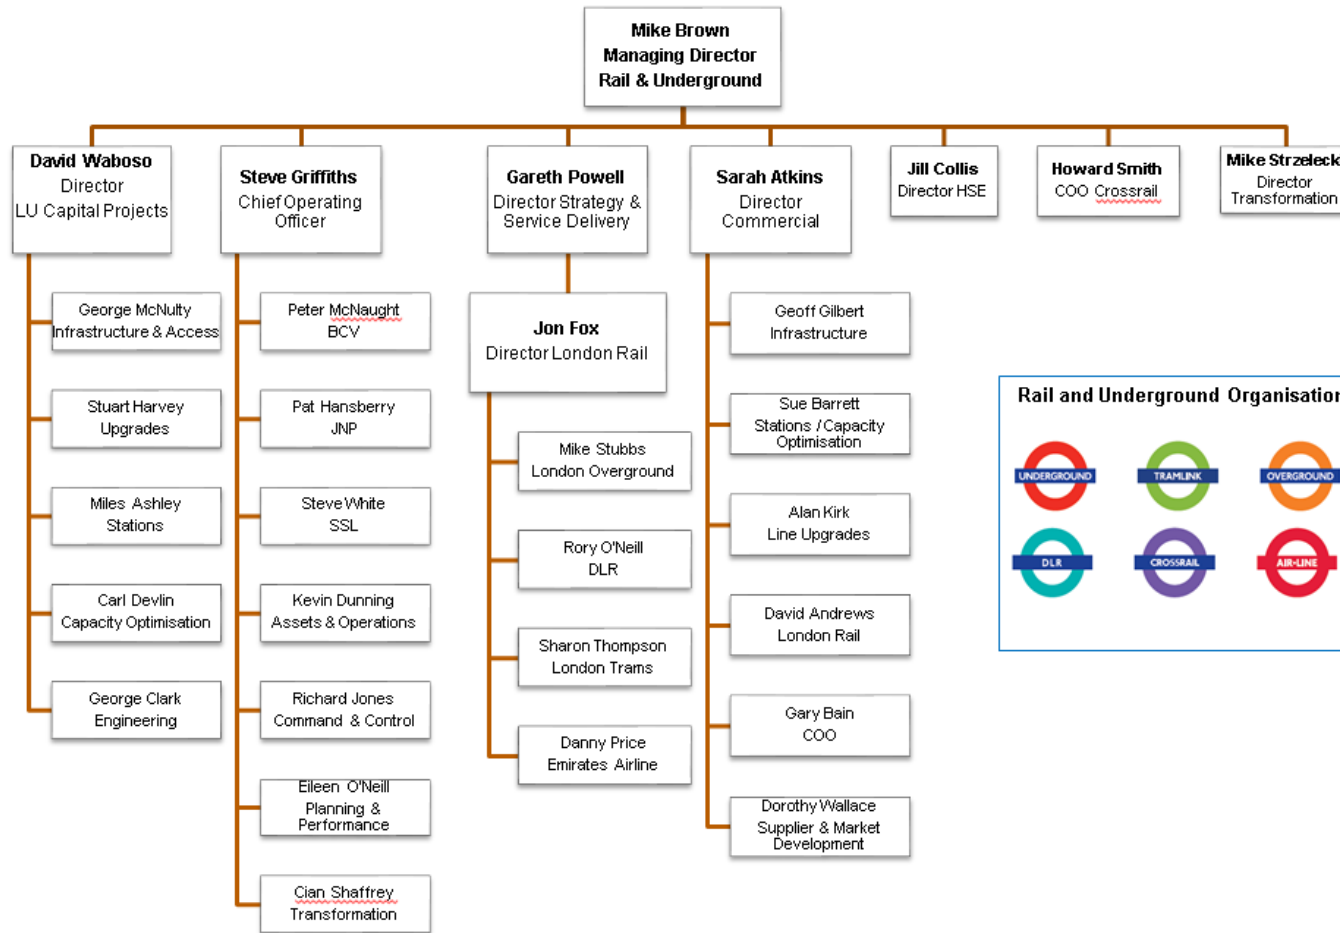 Mike Brown
Managing Director
Rail & Underground
David Waboso
Director
LU Capital Projects
Steve Griffiths
Chief Operating
Officer
Gareth Powell
Director Strategy &
Service Delivery
Sarah Atkins
Director
Commercial
Jill Collis
Director HSE
Howard Smith
COO Crossrail
Mike Strzeleck
Director
Transformation
George McNulty
Infrastructure & Access
Stuart Harvey
Upgrades
Miles Ashley
Stations
Carl Devlin
Capacity Optimisation
George Clark
Engineering
Peter McNaught
BCV
Pat Hansberry
JNP
Steve White
SSL
Kevin Dunning
Assets & Operations
Richard Jones
Command & Control
Eileen O'Neill
Planning &
Performance
Cian Shaffrey
Transformation
Jon Fox
Director London Rail
Mike Stubbs
London Overground
Rory O'Neill
DLR
Sharon Thompson
London Trams
Danny Price
Emirates Airline
Geoff Gilbert
Infrastructure
Sue Barrett
Stations / Capacity
Optimisation
Alan Kirk
Line Upgrades
David Andrews
London Rail
Gary Bain
COO
Dorothy Wallace
Supplier & Market
Development
Rail and Underground Organisation
UNDERGROUND
TRAMLINK
OVERGROUND
DLR
CROSSRAIL
AIR-LINE